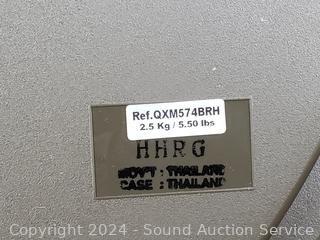 Ref.QXM574BRH
2.5 Kg / 5.50 lbs
HHRG
MOV'T : THAILAND
CASE : THAILAND
Copyright © 2024 - Sound Auction Service